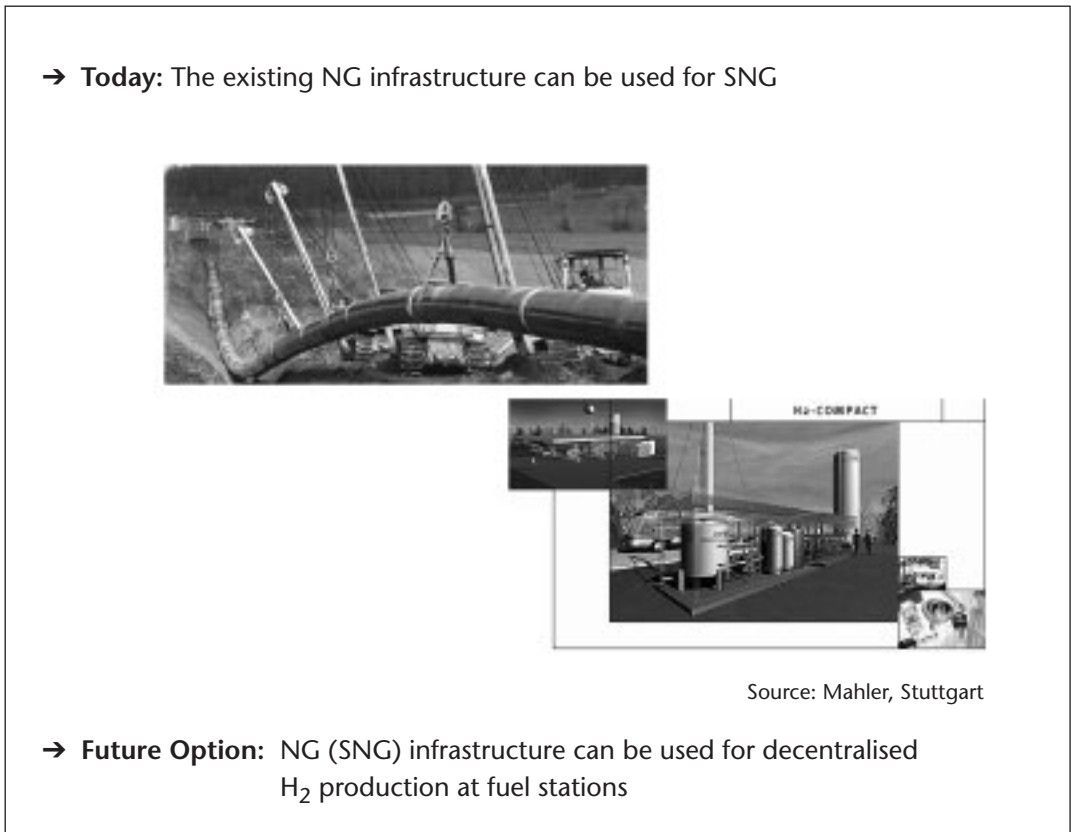 ➔ Today: The existing NG infrastructure can be used for SNG
H₂-COMPACT
Source: Mahler, Stuttgart
➔ Future Option: NG (SNG) infrastructure can be used for decentralised
H₂ production at fuel stations